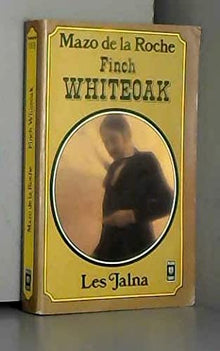 Mazo de la Roche
Finch
WHITEOAK
Les Jalna
Mazo de la Roche Finch Whiteoak